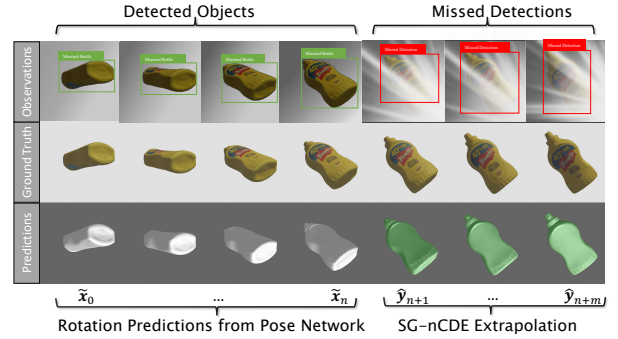 Detected Objects
Missed Detections
Observations
Mustard Bottle
Mustard Bottle
Mustard Bottle
Mustard Bottle
Missed Detection
Missed Detection
Missed Detection
Ground Truth
Predictions
x̃₀ ... x̃ₙ ŷₙ₊₁ ... ŷₙ₊ₘ
Rotation Predictions from Pose Network
SG-nCDE Extrapolation